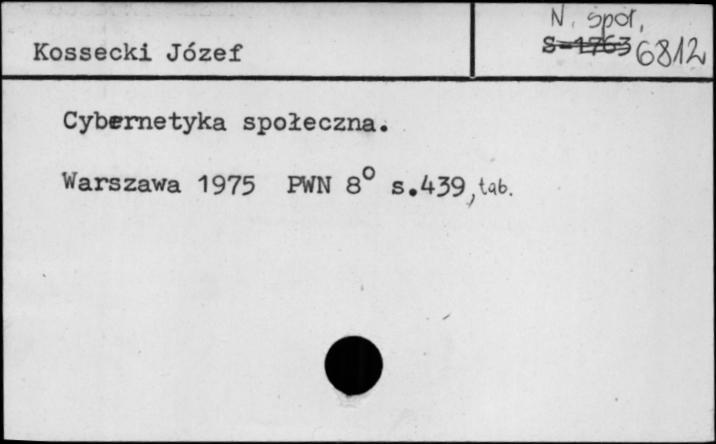 N. społ.
Kossecki Józef
S-1763 6812
Cybernetyka społeczna.
Warszawa 1975 PWN 8° s.439, tab.